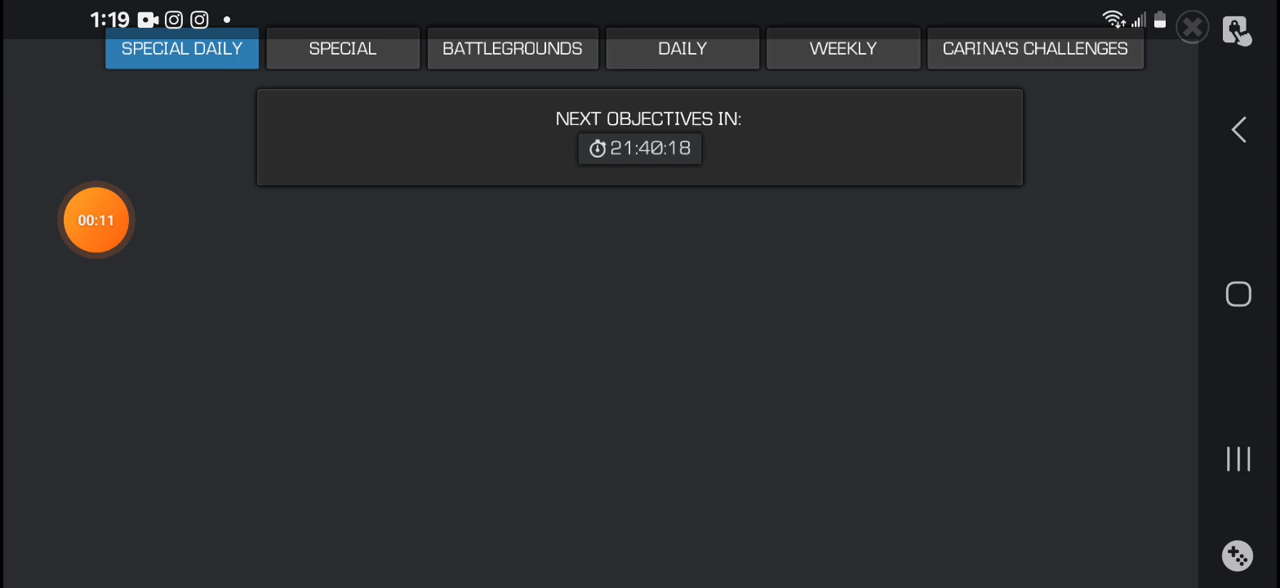 1:19
SPECIAL DAILY
SPECIAL
BATTLEGROUNDS
DAILY
WEEKLY
CARINA'S CHALLENGES
NEXT OBJECTIVES IN:
21:40:18
00:11